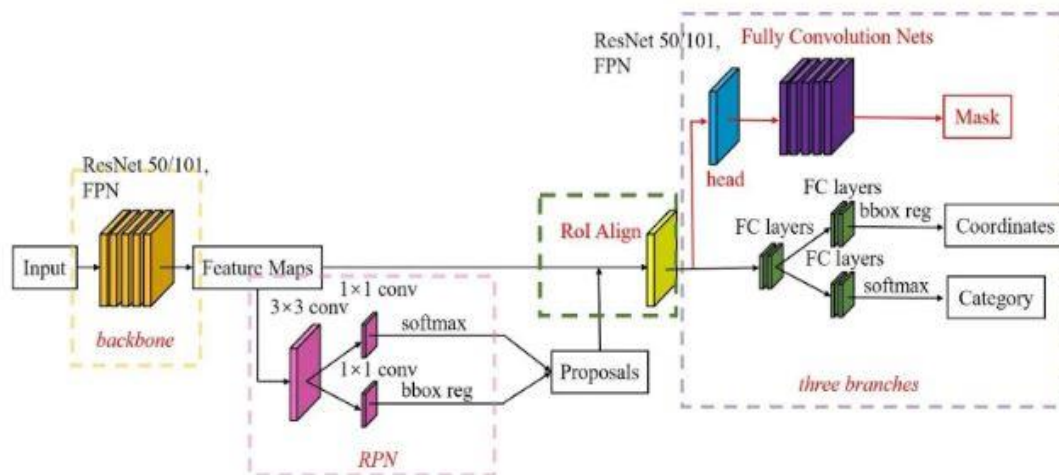 ResNet 50/101,
FPN
Fully Convolution Nets
Mask
head
ResNet 50/101,
FPN
FC layers
bbox reg
Coordinates
RoI Align
FC layers
FC layers
softmax
Category
Input
Feature Maps
backbone
3×3 conv
1×1 conv
softmax
1×1 conv
bbox reg
Proposals
three branches
RPN